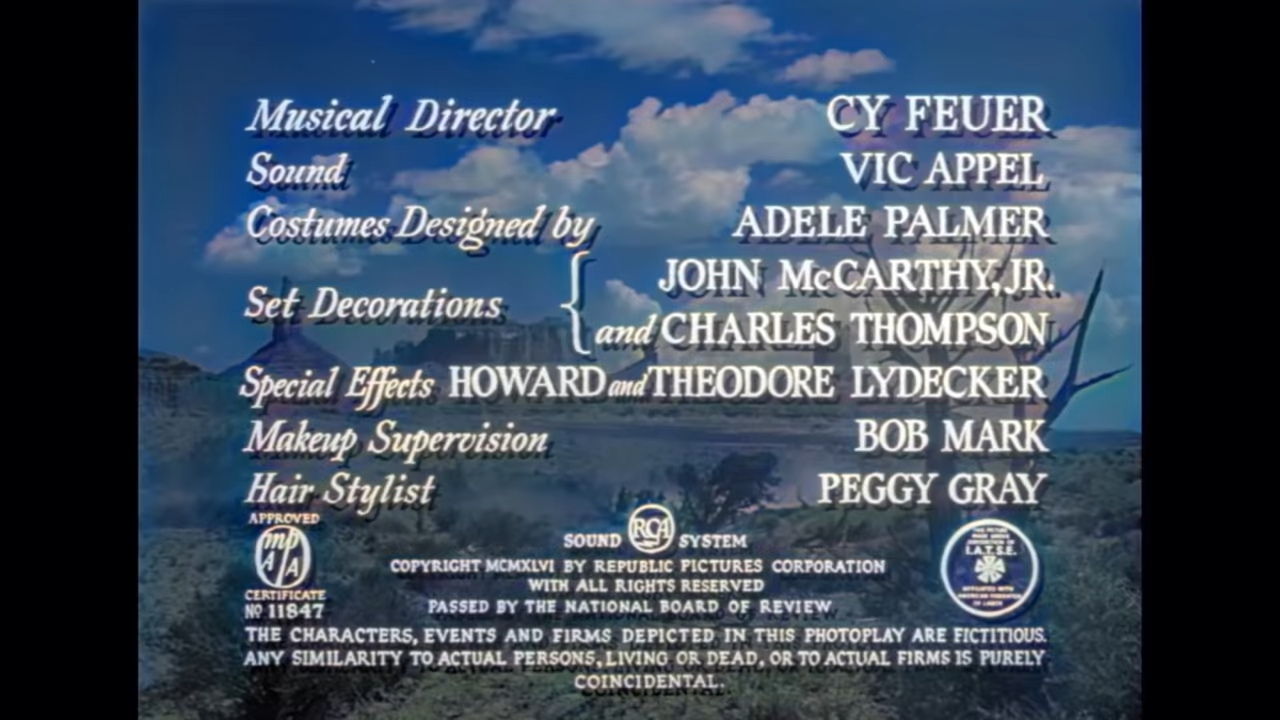 Musical Director CY FEUER
Sound VIC APPEL
Costumes Designed by ADELE PALMER
Set Decorations { JOHN McCARTHY, JR.
and CHARLES THOMPSON
Special Effects HOWARD and THEODORE LYDECKER
Makeup Supervision BOB MARK
Hair Stylist PEGGY GRAY
APPROVED
MPAA
CERTIFICATE
No 11847
SOUND RCA SYSTEM
COPYRIGHT MCMXLVI BY REPUBLIC PICTURES CORPORATION
WITH ALL RIGHTS RESERVED
PASSED BY THE NATIONAL BOARD OF REVIEW
I.A.T.S.E.
THE CHARACTERS, EVENTS AND FIRMS DEPICTED IN THIS PHOTOPLAY ARE FICTITIOUS.
ANY SIMILARITY TO ACTUAL PERSONS, LIVING OR DEAD, OR TO ACTUAL FIRMS IS PURELY
COINCIDENTAL.